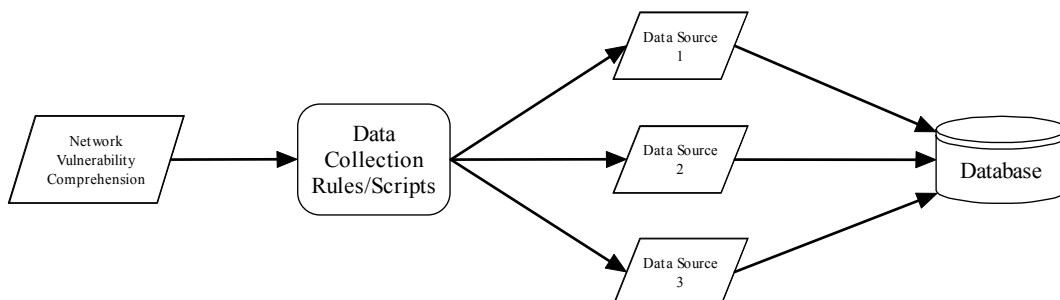 Network
Vulnerability
Comprehension
Data
Collection
Rules/Scripts
Data Source
1
Data Source
2
Data Source
3
Database